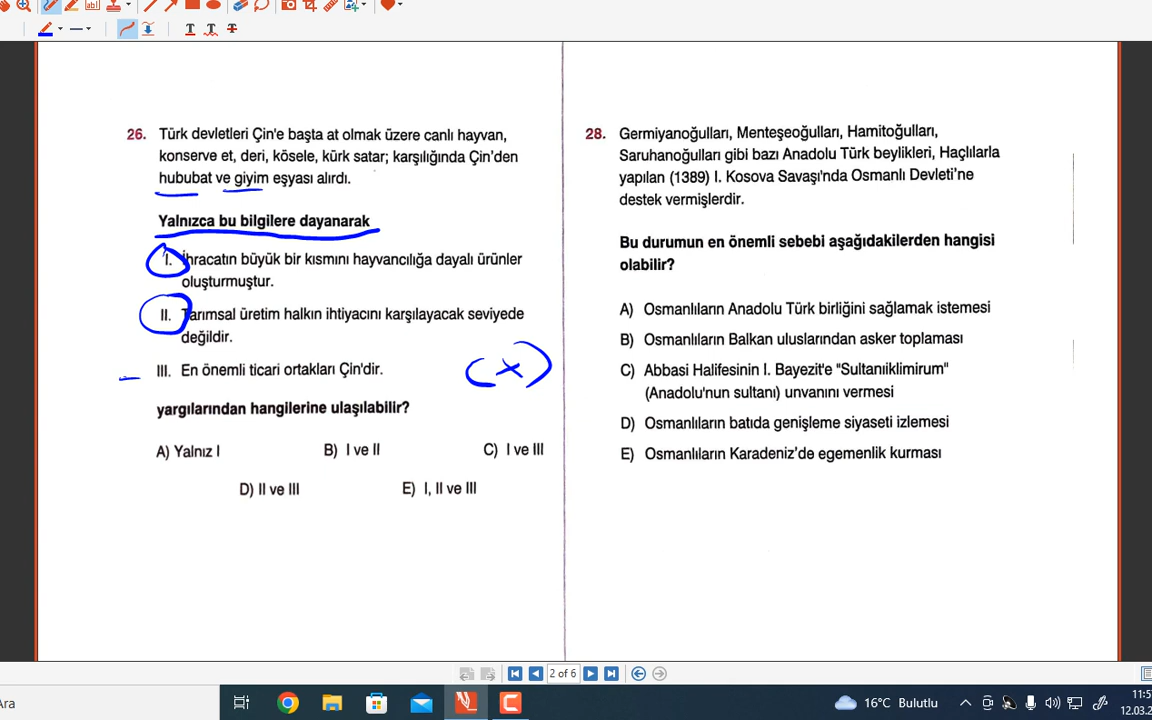 26. Türk devletleri Çin'e başta at olmak üzere canlı hayvan,
konserve et, deri, kösele, kürk satar; karşılığında Çin'den
hububat ve giyim eşyası alırdı.
Yalnızca bu bilgilere dayanarak
I. İhracatın büyük bir kısmını hayvancılığa dayalı ürünler
oluşturmuştur.
II. Tarımsal üretim halkın ihtiyacını karşılayacak seviyede
değildir.
III. En önemli ticari ortakları Çin'dir.
(x)
yargılarından hangilerine ulaşılabilir?
A) Yalnız I B) I ve II C) I ve III
D) II ve III E) I, II ve III
28. Germiyanoğulları, Menteşeoğulları, Hamitoğulları,
Saruhanoğulları gibi bazı Anadolu Türk beylikleri, Haçlılarla
yapılan (1389) I. Kosova Savaşı'nda Osmanlı Devleti'ne
destek vermişlerdir.
Bu durumun en önemli sebebi aşağıdakilerden hangisi
olabilir?
A) Osmanlıların Anadolu Türk birliğini sağlamak istemesi
B) Osmanlıların Balkan uluslarından asker toplaması
C) Abbasi Halifesinin I. Bayezit'e "Sultanıiklimirum"
(Anadolu'nun sultanı) unvanını vermesi
D) Osmanlıların batıda genişleme siyaseti izlemesi
E) Osmanlıların Karadeniz'de egemenlik kurması
2 of 6
Ara
16°C Bulutlu
11:5
12.03.2